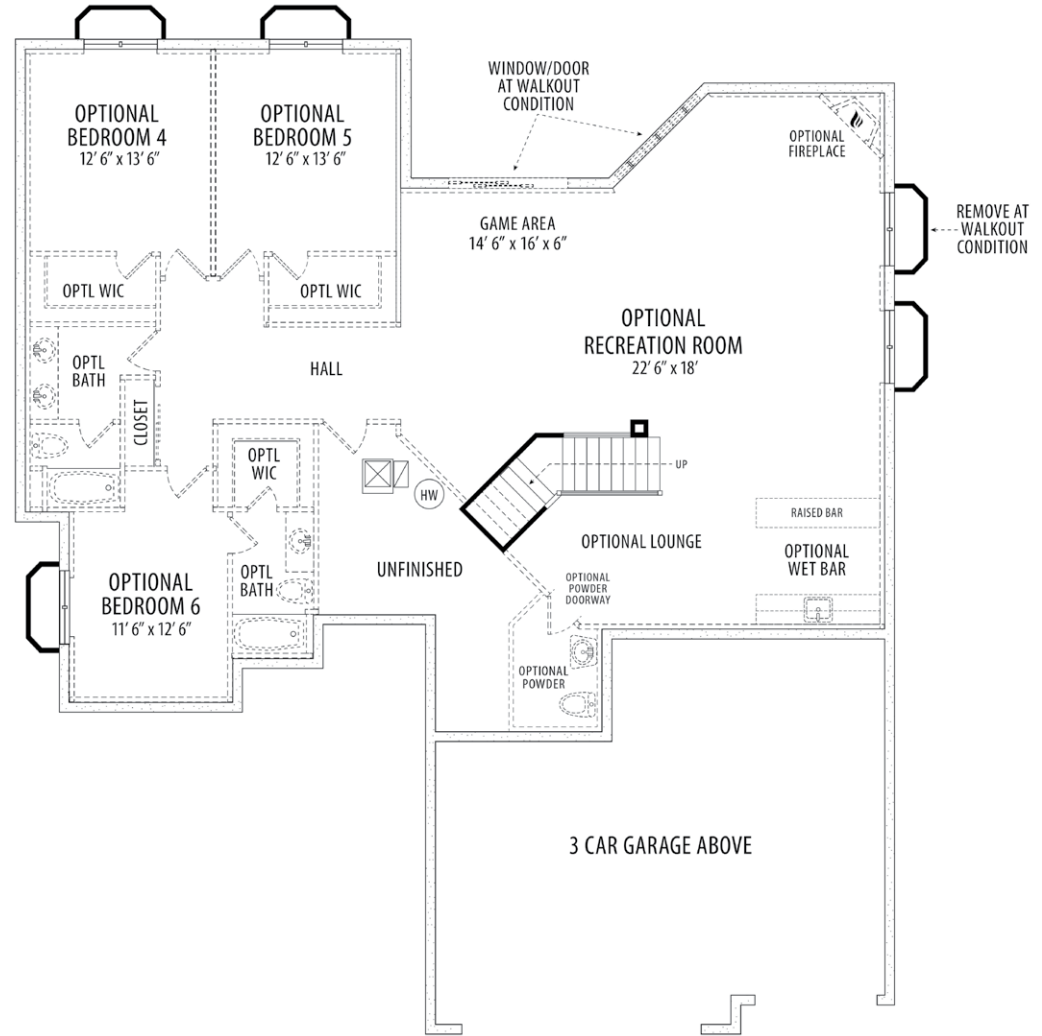 WINDOW/DOOR
AT WALKOUT
CONDITION
OPTIONAL
BEDROOM 4
12' 6" x 13' 6"
OPTIONAL
BEDROOM 5
12' 6" x 13' 6"
OPTIONAL
FIREPLACE
GAME AREA
14' 6" x 16' x 6"
REMOVE AT
WALKOUT
CONDITION
OPTL WIC
OPTL WIC
OPTIONAL
RECREATION ROOM
22' 6" x 18'
OPTL
BATH
HALL
CLOSET
OPTL
WIC
UP
HW
RAISED BAR
OPTIONAL LOUNGE
OPTIONAL
WET BAR
UNFINISHED
OPTIONAL
POWDER
DOORWAY
OPTL
BATH
OPTIONAL
BEDROOM 6
11' 6" x 12' 6"
OPTIONAL
POWDER
3 CAR GARAGE ABOVE